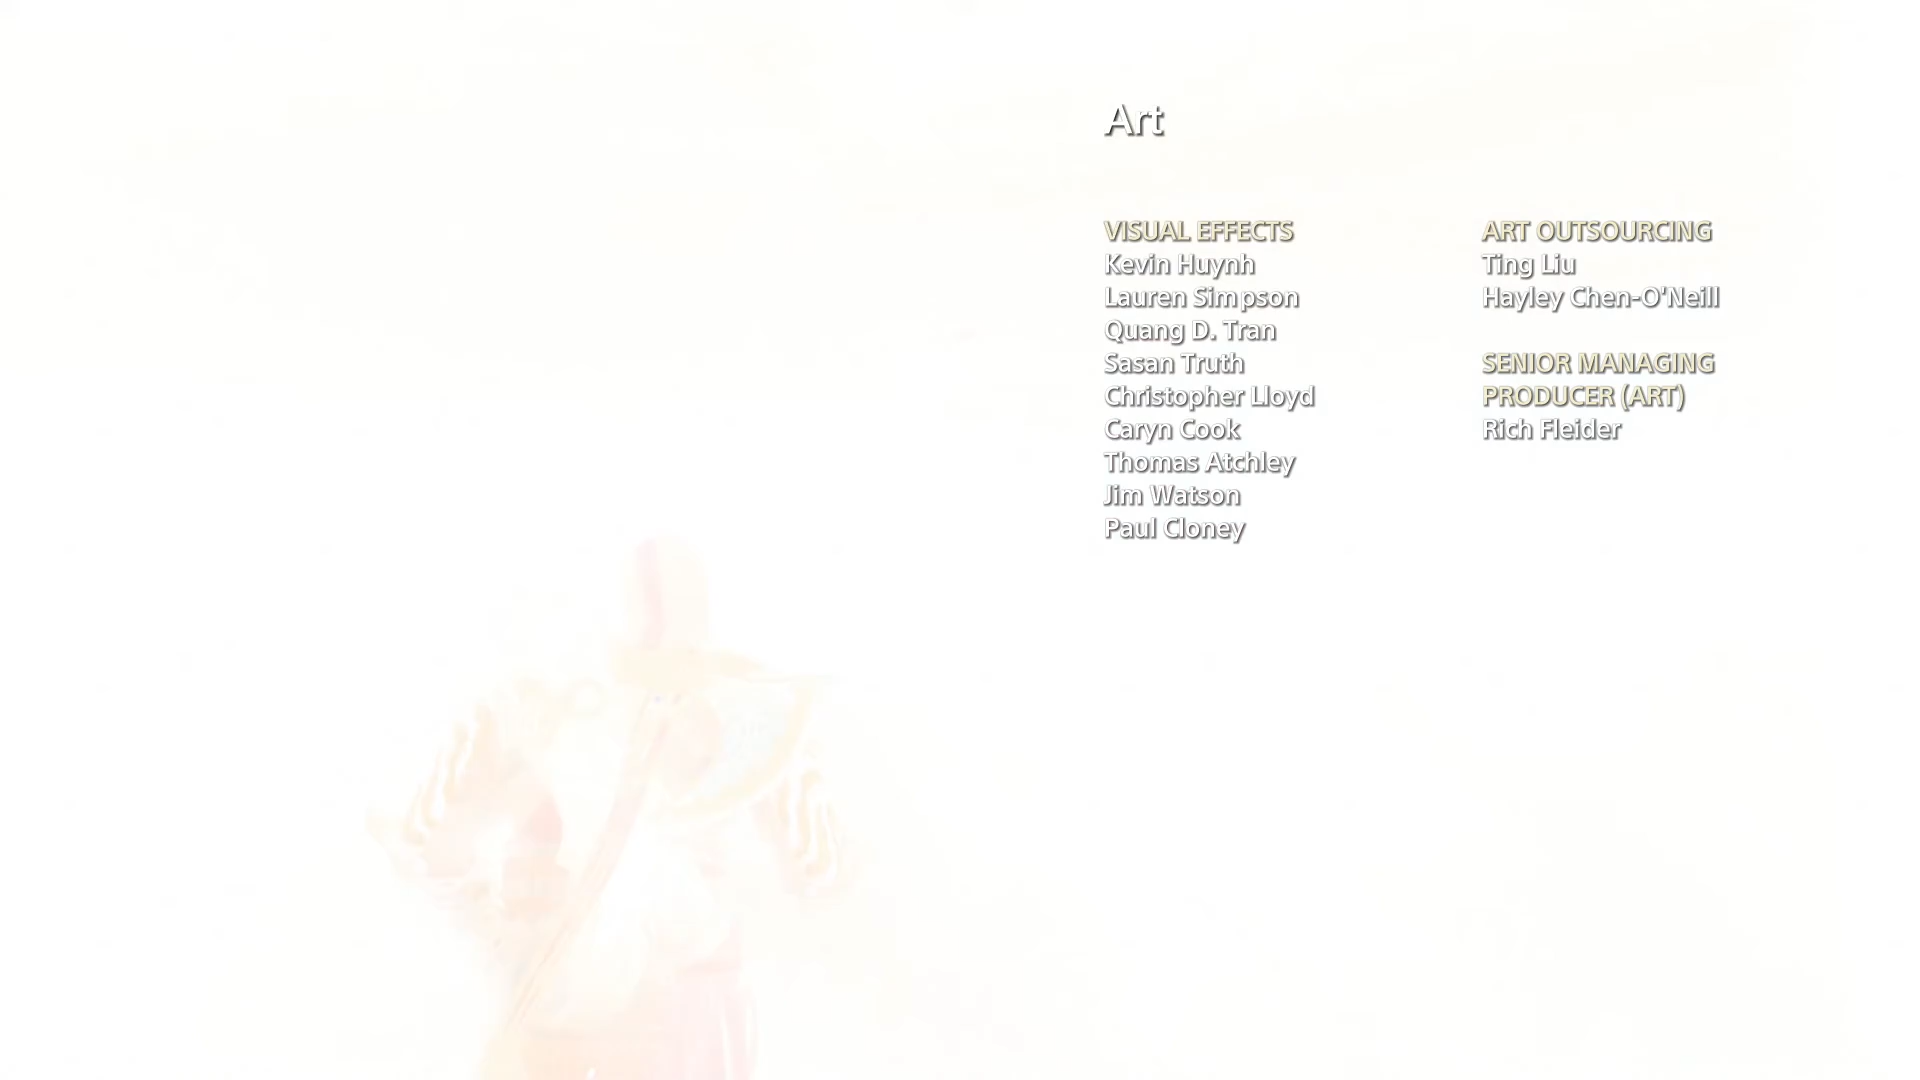 Art
VISUAL EFFECTS
Kevin Huynh
Lauren Simpson
Quang D. Tran
Sasan Truth
Christopher Lloyd
Caryn Cook
Thomas Atchley
Jim Watson
Paul Cloney
ART OUTSOURCING
Ting Liu
Hayley Chen-O'Neill
SENIOR MANAGING
PRODUCER (ART)
Rich Fleider